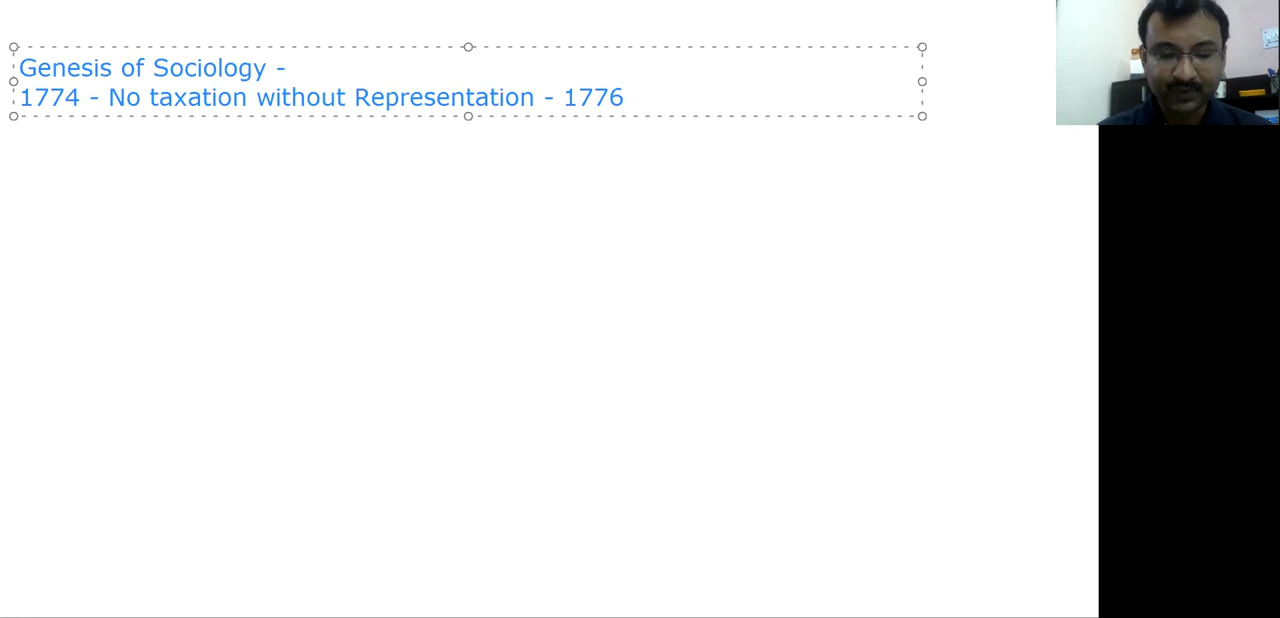 Genesis of Sociology -
1774 - No taxation without Representation - 1776